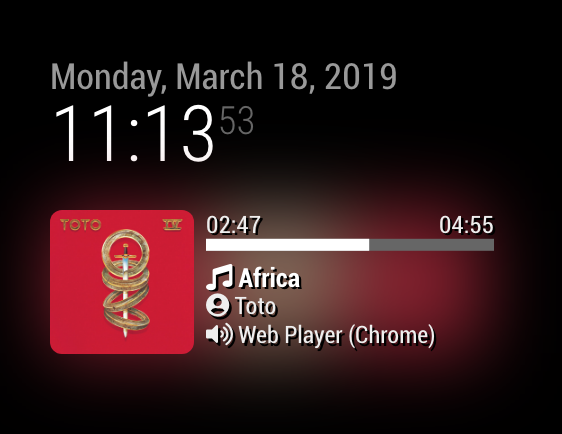 Monday, March 18, 2019
11:13 53
TOTO IV
02:47 04:55
Africa
Toto
Web Player (Chrome)